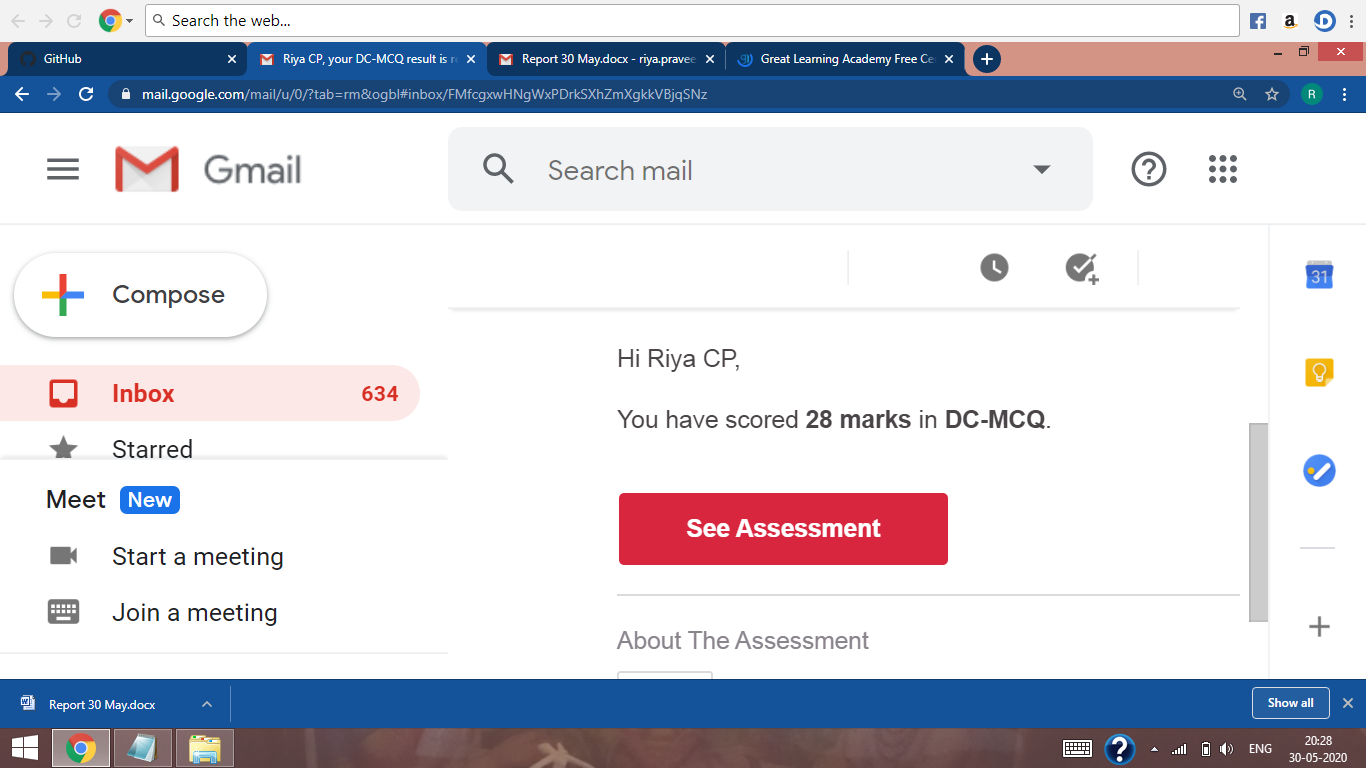 Search the web...
GitHub
Riya CP, your DC-MCQ result is r
Report 30 May.docx - riya.pravee
Great Learning Academy Free Ce
mail.google.com/mail/u/0/?tab=rm&ogbl#inbox/FMfcgxwHNgWxPDrkSXhZmXgkkVBjqSNz
R
Gmail
Search mail
Compose
31
Hi Riya CP,
Inbox 634
You have scored 28 marks in DC-MCQ.
Starred
Meet New
See Assessment
Start a meeting
Join a meeting
About The Assessment
Report 30 May.docx
Show all
ENG
20:28
30-05-2020